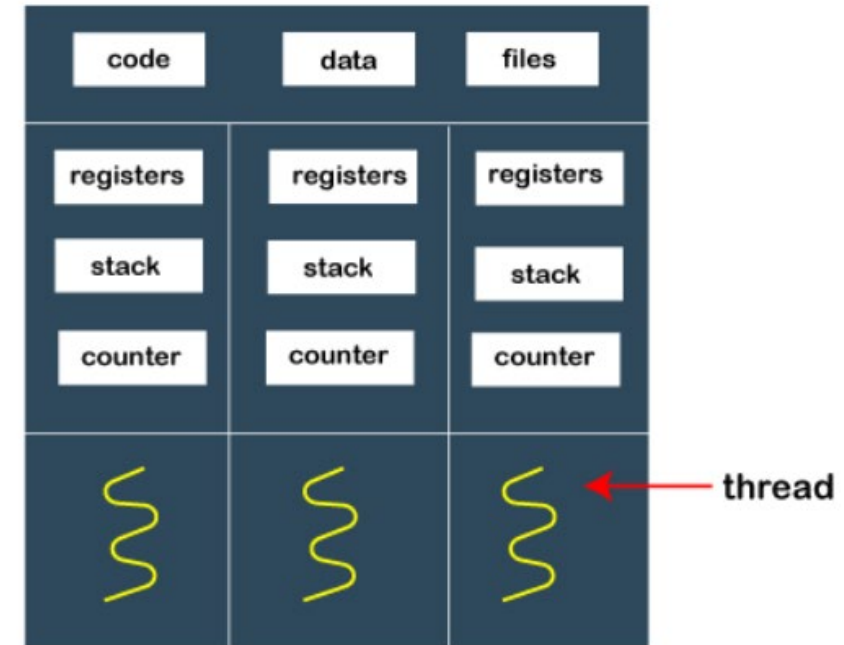 code data files
registers registers registers
stack stack stack
counter counter counter
thread